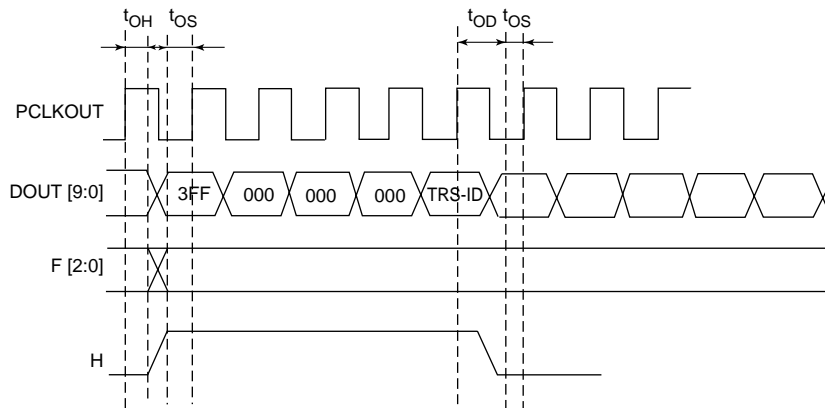 tOH tOS tOD tOS
PCLKOUT
DOUT [9:0] 3FF 000 000 000 TRS-ID
F [2:0]
H